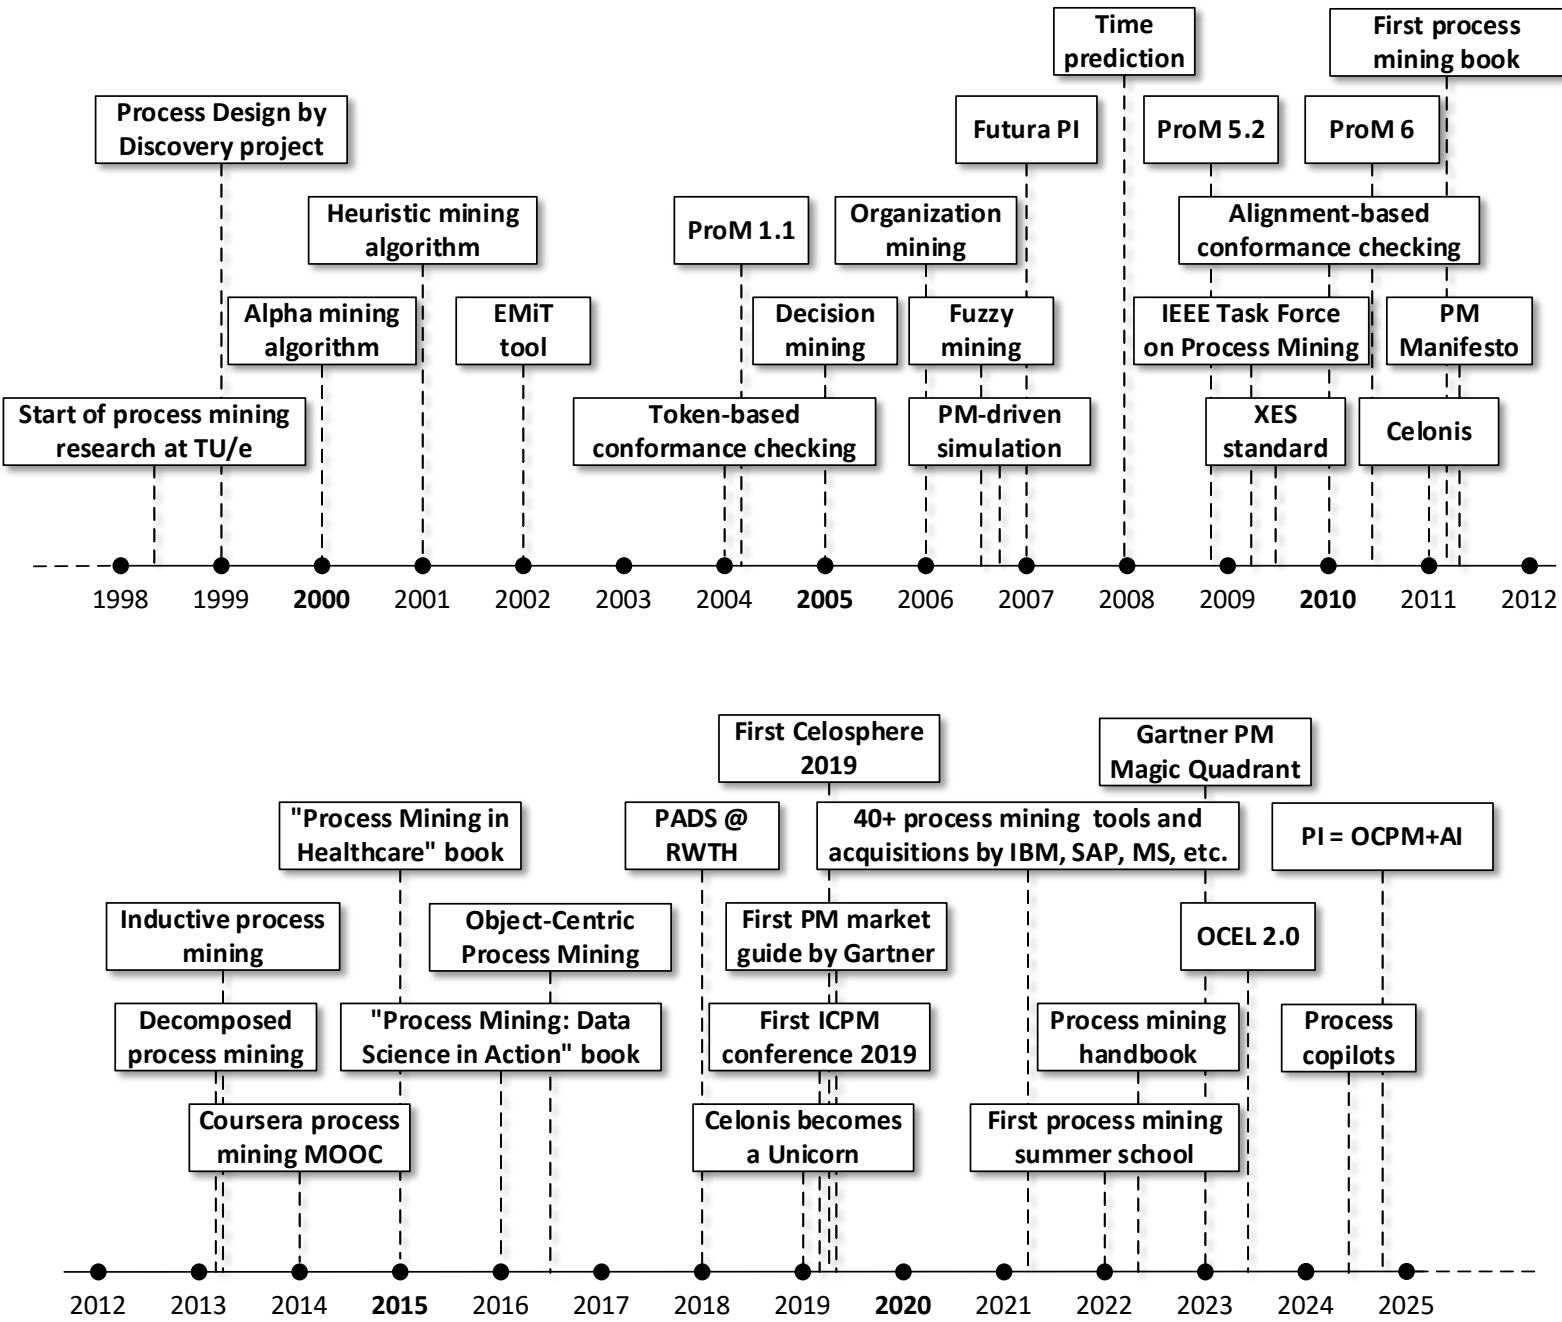 Time
prediction
First process
mining book
Process Design by
Discovery project
Futura PI
ProM 5.2
ProM 6
Heuristic mining
algorithm
ProM 1.1
Organization
mining
Alignment-based
conformance checking
Alpha mining
algorithm
EMiT
tool
Decision
mining
Fuzzy
mining
IEEE Task Force
on Process Mining
PM
Manifesto
Start of process mining
research at TU/e
Token-based
conformance checking
PM-driven
simulation
XES
standard
Celonis
1998 1999 2000 2001 2002 2003 2004 2005 2006 2007 2008 2009 2010 2011 2012
First Celosphere
2019
Gartner PM
Magic Quadrant
"Process Mining in
Healthcare" book
PADS @
RWTH
40+ process mining tools and
acquisitions by IBM, SAP, MS, etc.
PI = OCPM+AI
Inductive process
mining
Object-Centric
Process Mining
First PM market
guide by Gartner
OCEL 2.0
Decomposed
process mining
"Process Mining: Data
Science in Action" book
First ICPM
conference 2019
Process mining
handbook
Process
copilots
Coursera process
mining MOOC
Celonis becomes
a Unicorn
First process mining
summer school
2012 2013 2014 2015 2016 2017 2018 2019 2020 2021 2022 2023 2024 2025